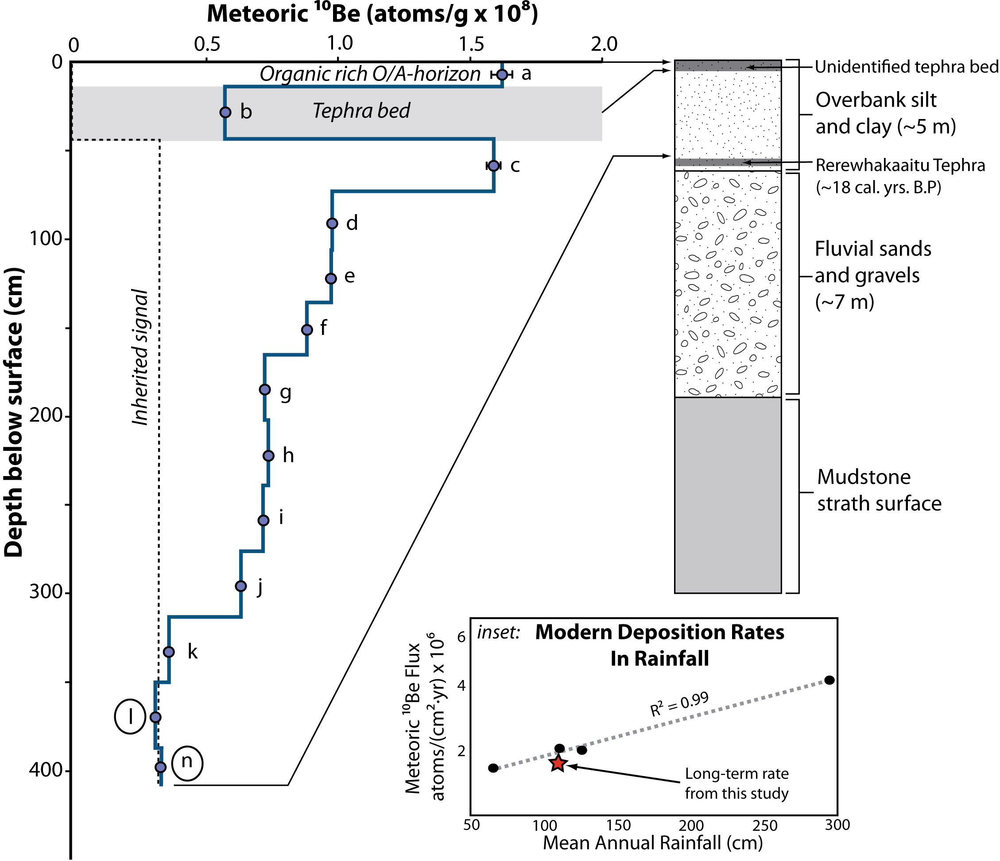 Meteoric ¹⁰Be (atoms/g x 10⁸)
0 0.5 1.0 1.5 2.0
0
100
200
300
400
Depth below surface (cm)
Organic rich O/A-horizon
Tephra bed
Inherited signal
a
b
c
d
e
f
g
h
i
j
k
l
n
Unidentified tephra bed
Overbank silt
and clay (~5 m)
Rerewhakaaitu Tephra
(~18 cal. yrs. B.P)
Fluvial sands
and gravels
(~7 m)
Mudstone
strath surface
inset: Modern Deposition Rates
In Rainfall
Meteoric ¹⁰Be Flux
atoms/(cm²·yr) x 10⁶
6
4
2
R² = 0.99
Long-term rate
from this study
50 100 150 200 250 300
Mean Annual Rainfall (cm)